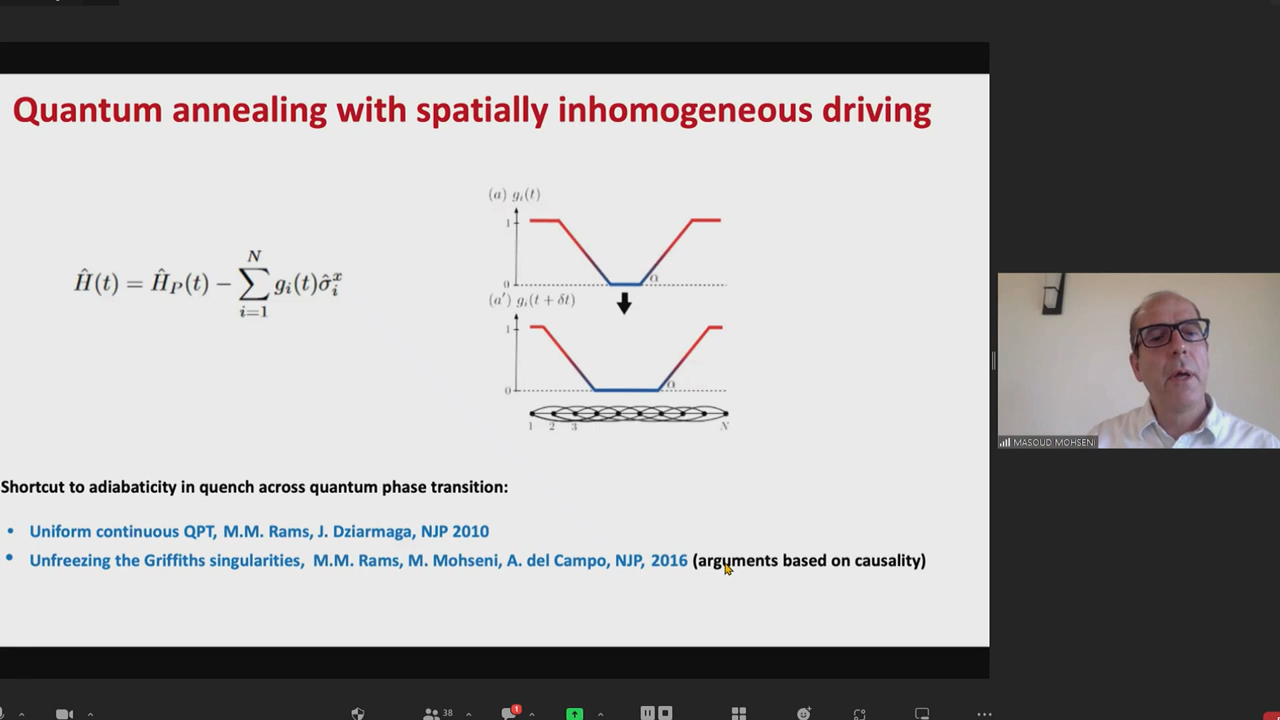 Quantum annealing with spatially inhomogeneous driving
(a) g_i(t)
1
0
Ĥ(t) = Ĥ_P(t) − ∑_{i=1}^{N} g_i(t)σ̂_i^x
α
(a′) g_i(t + δt)
1
0
α
1 2 3 N
Shortcut to adiabaticity in quench across quantum phase transition:
• Uniform continuous QPT, M.M. Rams, J. Dziarmaga, NJP 2010
• Unfreezing the Griffiths singularities, M.M. Rams, M. Mohseni, A. del Campo, NJP, 2016 (arguments based on causality)
MASOUD MOHSENI
38
1